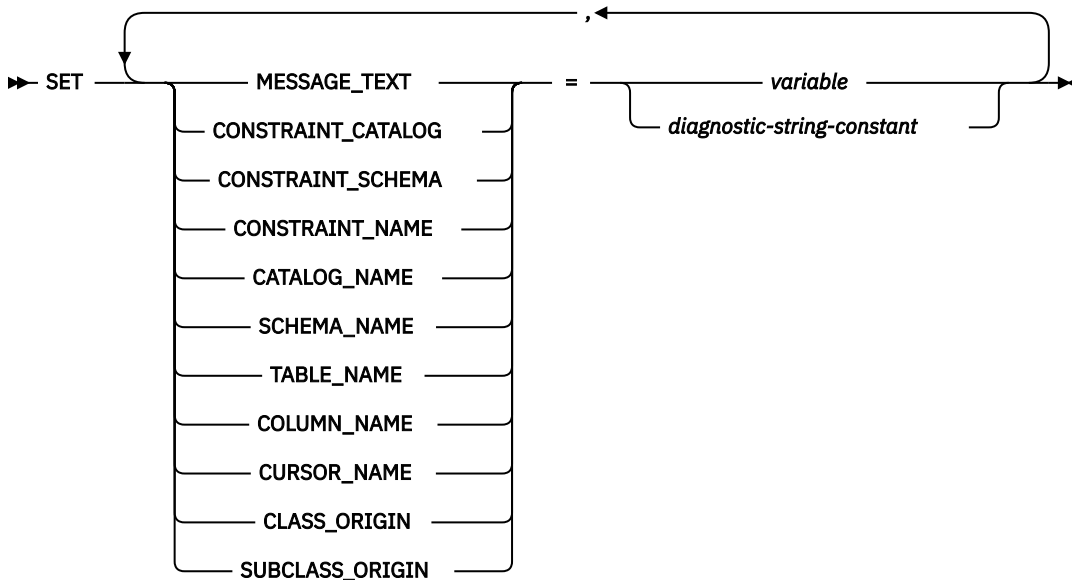 ,
SET MESSAGE_TEXT = variable
CONSTRAINT_CATALOG diagnostic-string-constant
CONSTRAINT_SCHEMA
CONSTRAINT_NAME
CATALOG_NAME
SCHEMA_NAME
TABLE_NAME
COLUMN_NAME
CURSOR_NAME
CLASS_ORIGIN
SUBCLASS_ORIGIN